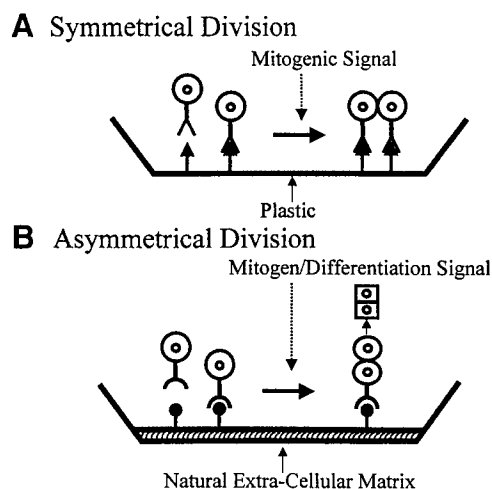 A Symmetrical Division
Mitogenic Signal
Plastic
B Asymmetrical Division
Mitogen/Differentiation Signal
Natural Extra-Cellular Matrix